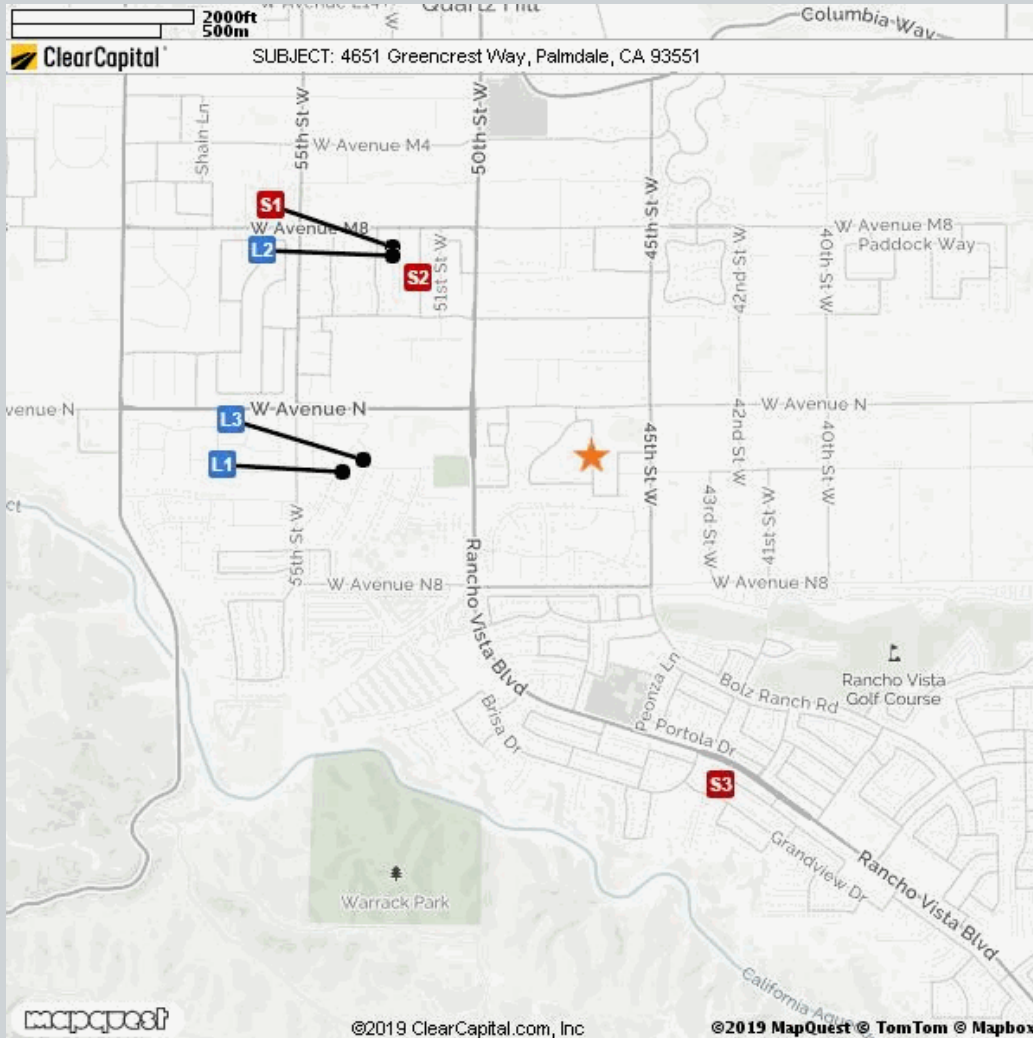 2000ft
500m
Quartz Hill
Columbia Way
ClearCapital
SUBJECT: 4651 Greencrest Way, Palmdale, CA 93551
Shain Ln
55th St W
50th St W
W Avenue M4
S1
W Avenue M8
L2
S2
51st St W
45th St W
42nd St W
40th St W
W Avenue M8
Paddock Way
venue N
W Avenue N
W Avenue N
L3
L1
45th St W
42nd St W
40th St W
43rd St W
41st St W
55th St W
W Avenue N8
W Avenue N8
Rancho Vista Blvd
Rancho Vista
Golf Course
Peonza Ln
Bolz Ranch Rd
Brisa Dr
Portola Dr
S3
Grandview Dr
Rancho Vista Blvd
Warrack Park
California Aque
mapquest
©2019 ClearCapital.com, Inc
©2019 MapQuest © TomTom © Mapbox